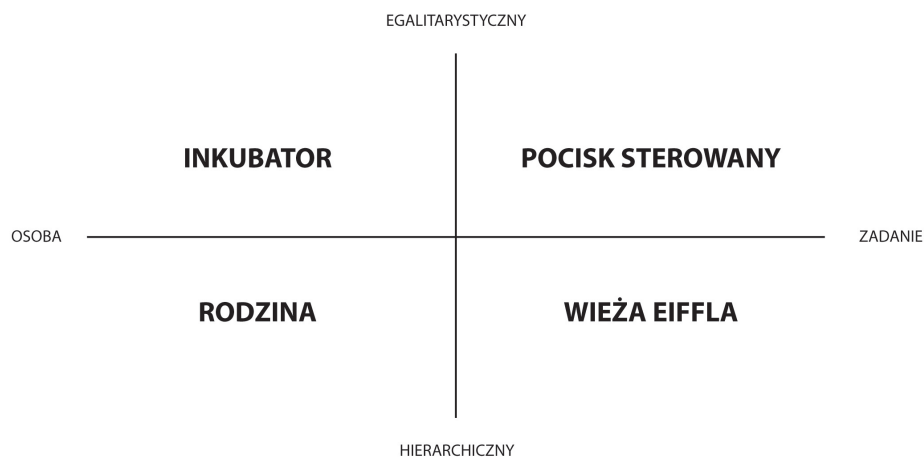 EGALITARYSTYCZNY
INKUBATOR
POCISK STEROWANY
OSOBA
ZADANIE
RODZINA
WIEŻA EIFFLA
HIERARCHICZNY